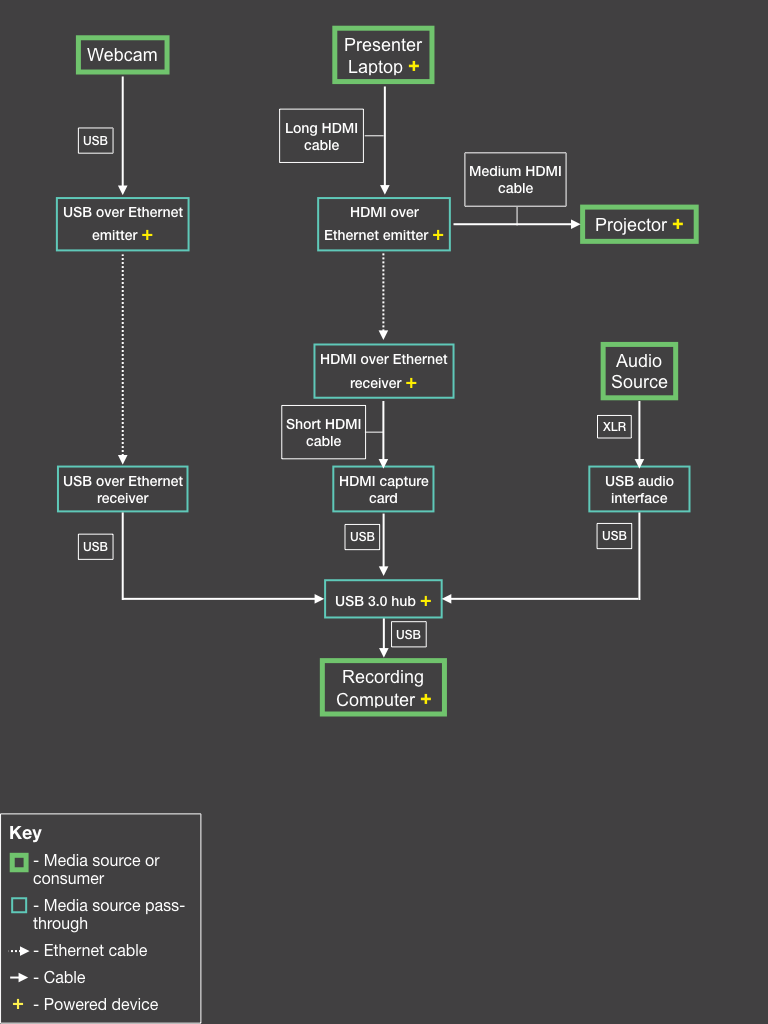 Webcam
Presenter
Laptop +
USB
Long HDMI
cable
Medium HDMI
cable
USB over Ethernet
emitter +
HDMI over
Ethernet emitter +
Projector +
HDMI over Ethernet
receiver +
Audio
Source
Short HDMI
cable
XLR
USB over Ethernet
receiver
HDMI capture
card
USB audio
interface
USB
USB
USB
USB 3.0 hub +
USB
Recording
Computer +
Key
- Media source or
consumer
- Media source pass-
through
- Ethernet cable
- Cable
+ - Powered device